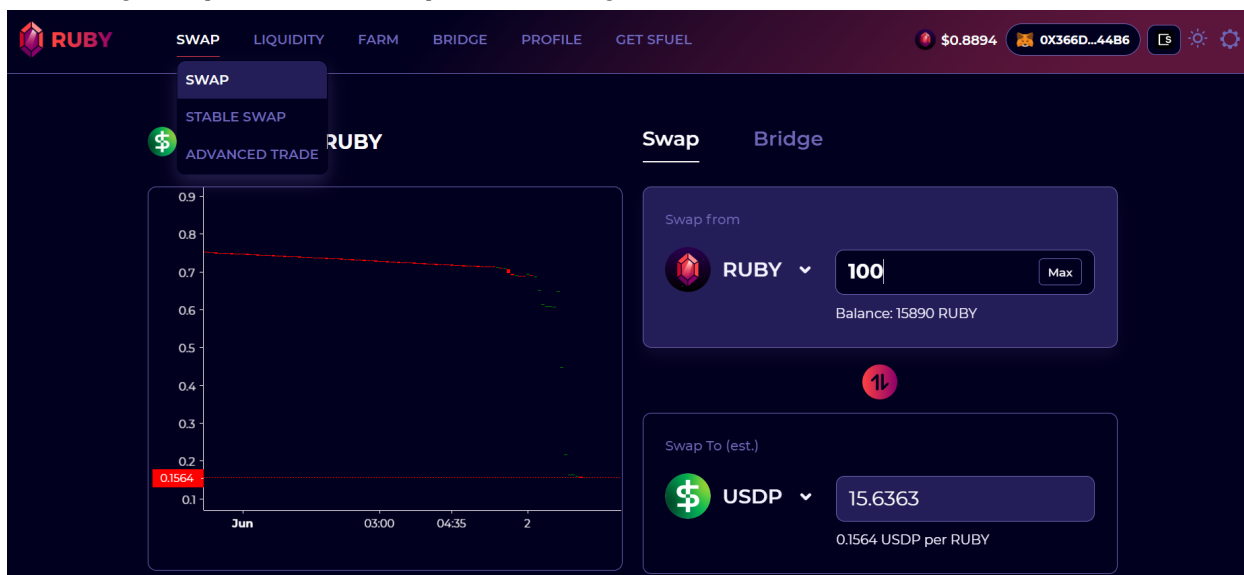 RUBY SWAP LIQUIDITY FARM BRIDGE PROFILE GET SFUEL $0.8894 0X366D...44B6
SWAP
STABLE SWAP
ADVANCED TRADE
RUBY
0.9
0.8
0.7
0.6
0.5
0.4
0.3
0.2
0.1564
0.1
Jun 03:00 04:35 2
Swap Bridge
Swap from
RUBY 100 Max
Balance: 15890 RUBY
Swap To (est.)
USDP 15.6363
0.1564 USDP per RUBY